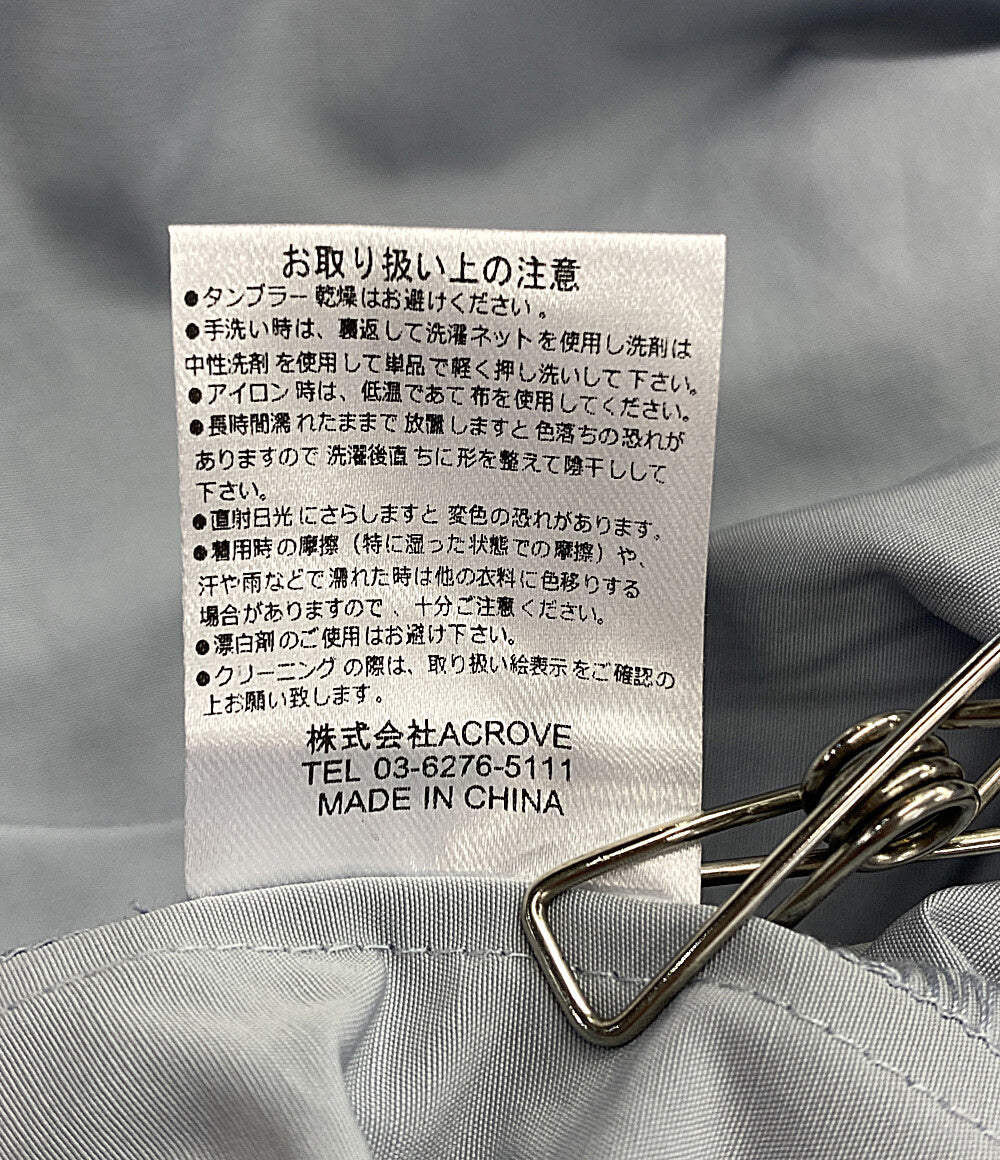 お取り扱い上の注意
●タンブラー乾燥はお避けください。
●手洗い時は、裏返して洗濯ネットを使用し洗剤は
中性洗剤を使用して単品で軽く押し洗いして下さい。
●アイロン時は、低温であて布を使用してください。
●長時間濡れたままで放置しますと色落ちの恐れが
ありますので洗濯後直ちに形を整えて陰干しして
下さい。
●直射日光にさらしますと変色の恐れがあります。
●着用時の摩擦（特に湿った状態での摩擦）や、
汗や雨などで濡れた時は他の衣料に色移りする
場合がありますので、十分ご注意ください。
●漂白剤のご使用はお避け下さい。
●クリーニングの際は、取り扱い絵表示をご確認の
上お願い致します。
株式会社ACROVE
TEL 03-6276-5111
MADE IN CHINA